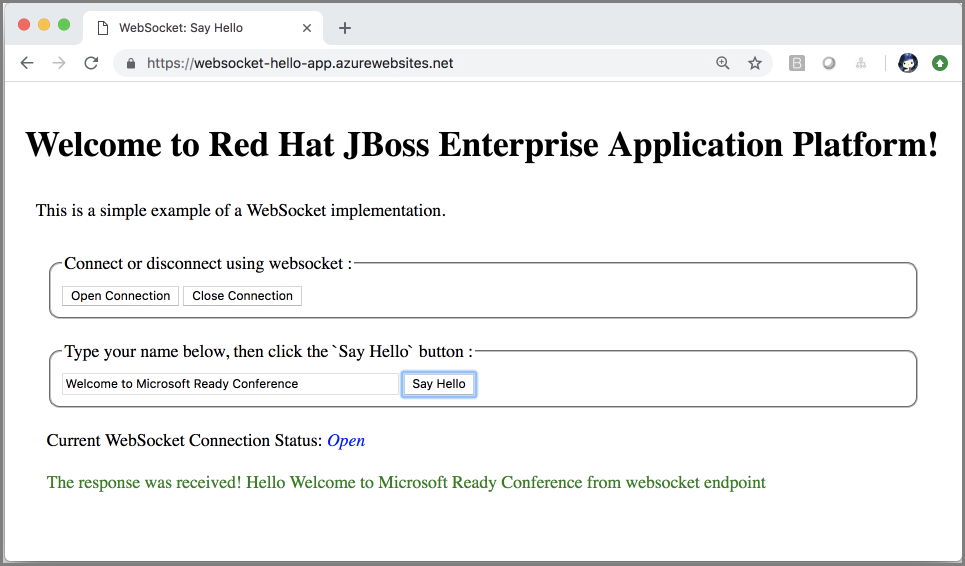 WebSocket: Say Hello
https://websocket-hello-app.azurewebsites.net
B
Welcome to Red Hat JBoss Enterprise Application Platform!
This is a simple example of a WebSocket implementation.
Connect or disconnect using websocket :
Open Connection Close Connection
Type your name below, then click the `Say Hello` button :
Welcome to Microsoft Ready Conference Say Hello
Current WebSocket Connection Status: Open
The response was received! Hello Welcome to Microsoft Ready Conference from websocket endpoint